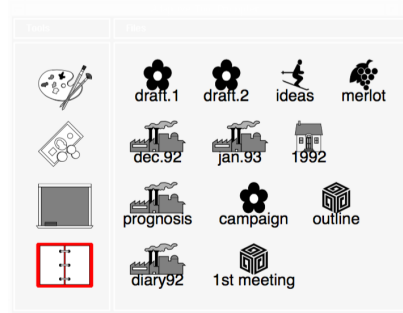 draft.1 draft.2 ideas merlot
dec.92 jan.93 1992
prognosis campaign outline
diary92 1st meeting